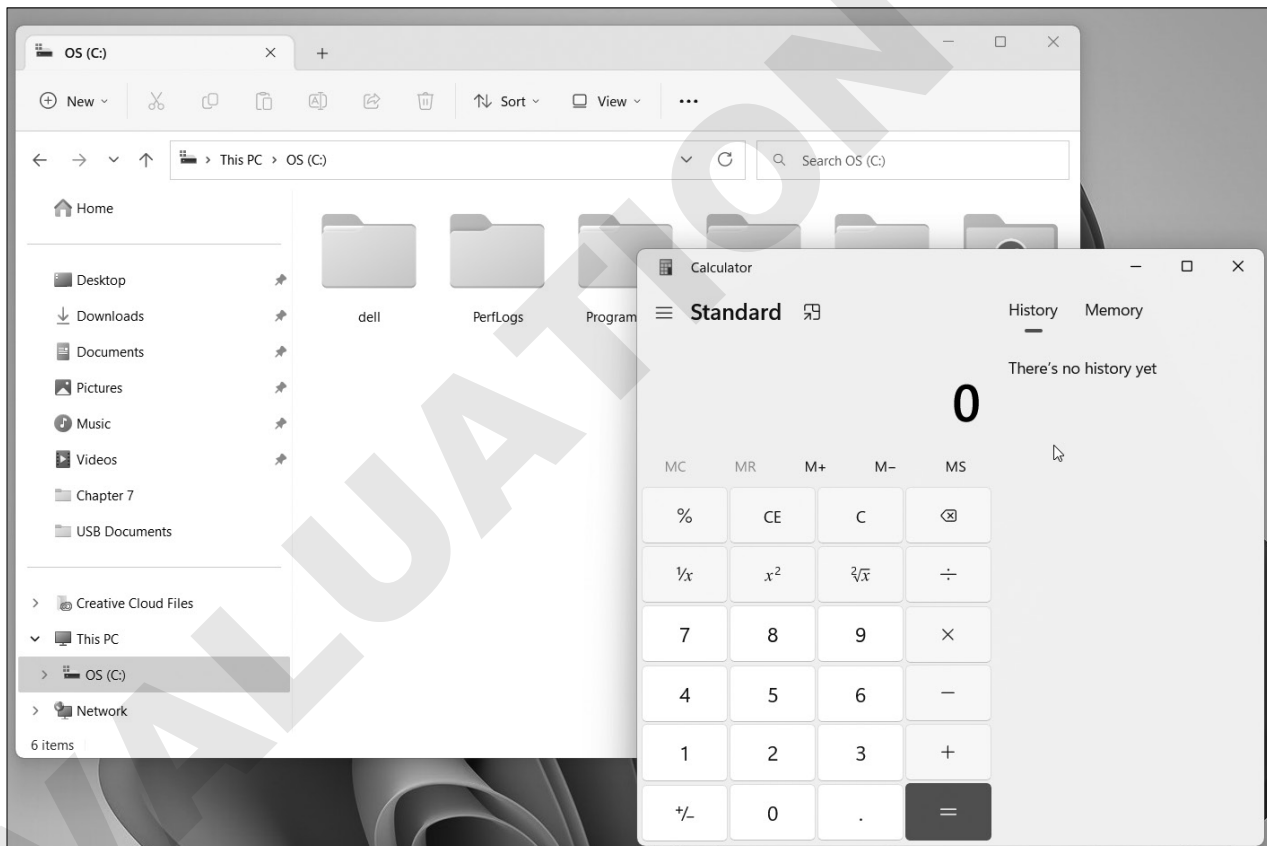 OS (C:)
New Sort View •••
This PC > OS (C:) Search OS (C:)
Home
Desktop
Downloads
Documents
Pictures
Music
Videos
Chapter 7
USB Documents
Creative Cloud Files
This PC
OS (C:)
Network
6 items
dell PerfLogs Program
Calculator
Standard History Memory
There's no history yet
0
MC MR M+ M− MS
% CE C
¹/x x² ²√x ÷
7 8 9 ×
4 5 6 −
1 2 3 +
+/− 0 . =
VALUATION